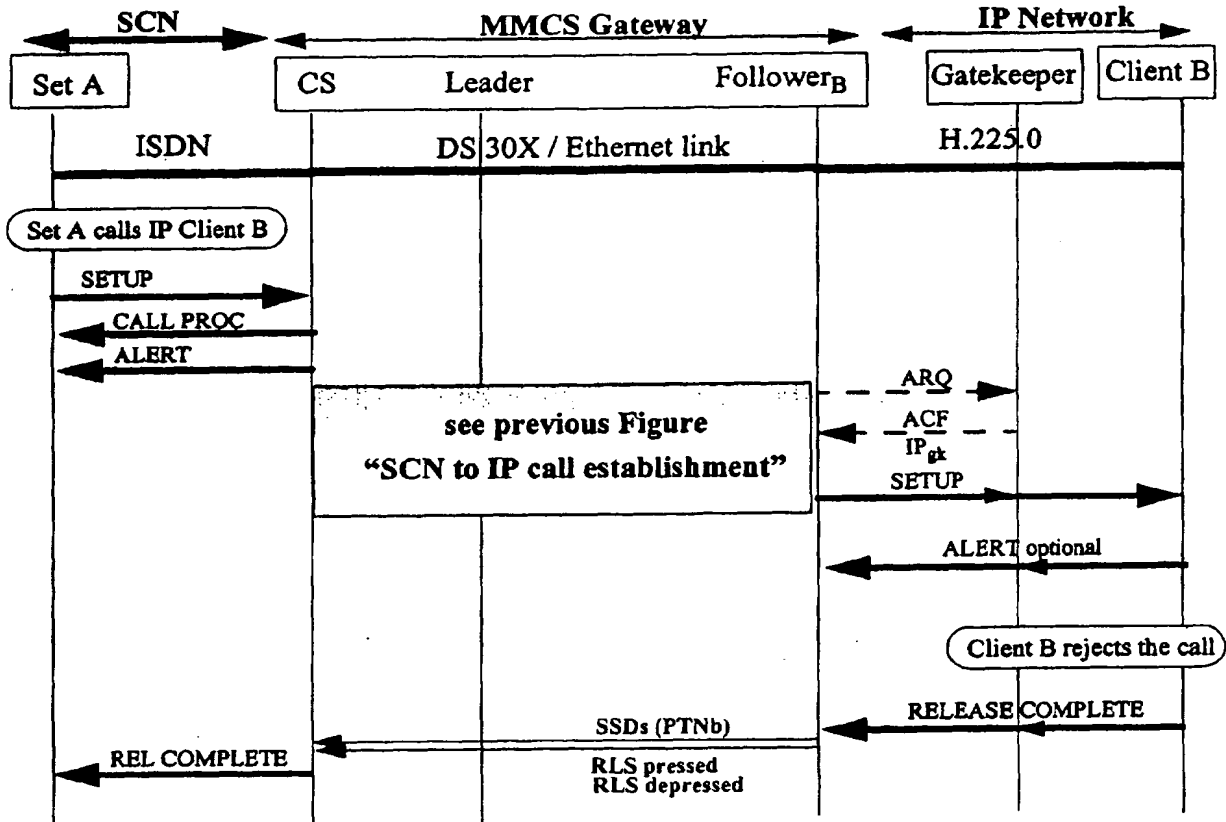 SCN MMCS Gateway IP Network
Set A CS Leader FollowerB Gatekeeper Client B
ISDN DS 30X / Ethernet link H.225.0
Set A calls IP Client B
SETUP
CALL PROC
ALERT
ARQ
see previous Figure
ACF
“SCN to IP call establishment”
IPgk
SETUP
ALERT optional
Client B rejects the call
RELEASE COMPLETE
SSDs (PTNb)
REL COMPLETE
RLS pressed
RLS depressed